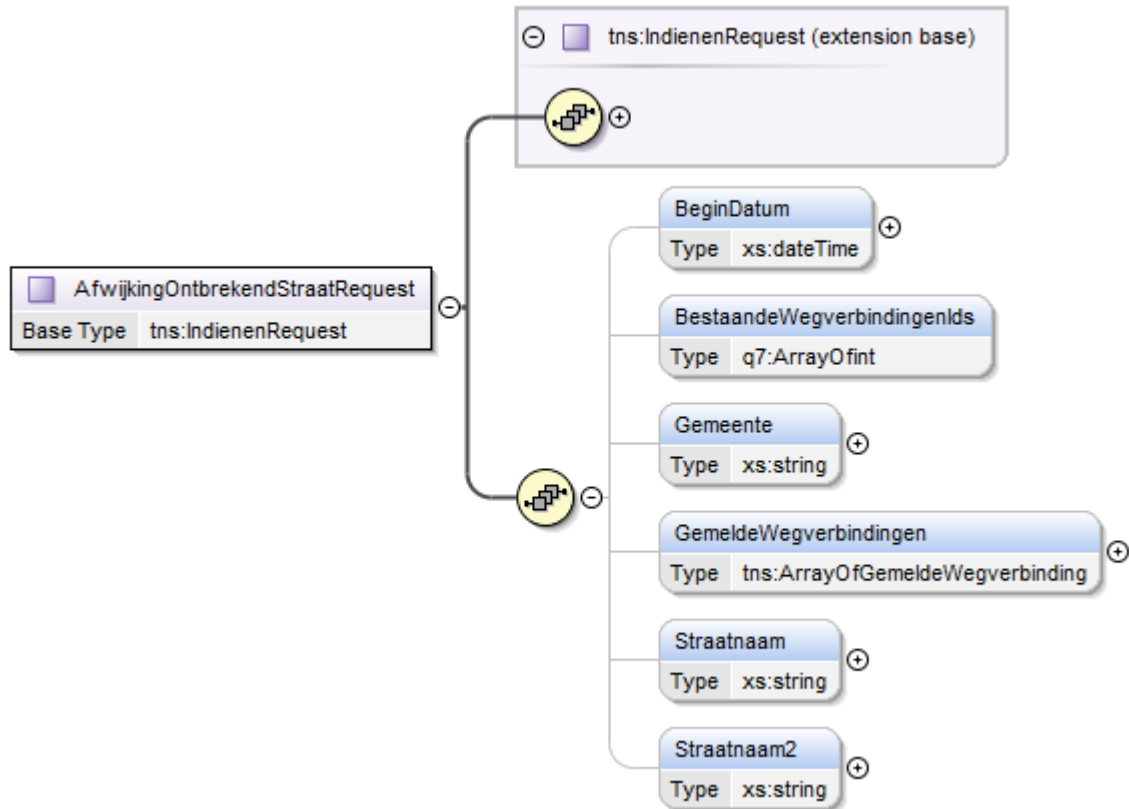 tns:IndienenRequest (extension base)
BeginDatum
Type xs:dateTime
AfwijkingOntbrekendStraatRequest
Base Type tns:IndienenRequest
BestaandeWegverbindingenIds
Type q7:ArrayOfint
Gemeente
Type xs:string
GemeldeWegverbindingen
Type tns:ArrayOfGemeldeWegverbinding
Straatnaam
Type xs:string
Straatnaam2
Type xs:string